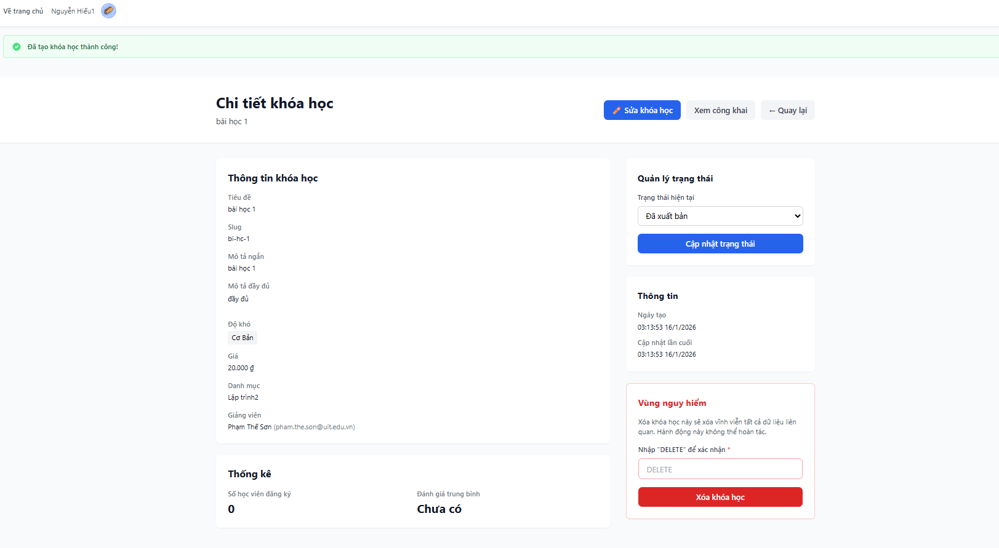 Về trang chủ Nguyễn Hiếu1
Đã tạo khóa học thành công!
Chi tiết khóa học
bài học 1
Sửa khóa học Xem công khai ← Quay lại
Thông tin khóa học
Tiêu đề
bài học 1
Slug
bi-hc-1
Mô tả ngắn
bài học 1
Mô tả đầy đủ
đầy đủ
Độ khó
Cơ Bản
Giá
20.000 ₫
Danh mục
Lập trình2
Giảng viên
Phạm Thế Sơn (pham.the.son@uit.edu.vn)
Thống kê
Số học viên đăng ký
0
Đánh giá trung bình
Chưa có
Quản lý trạng thái
Trạng thái hiện tại
Đã xuất bản
Cập nhật trạng thái
Thông tin
Ngày tạo
03:13:53 16/1/2026
Cập nhật lần cuối
03:13:53 16/1/2026
Vùng nguy hiểm
Xóa khóa học này sẽ xóa vĩnh viễn tất cả dữ liệu liên
quan. Hành động này không thể hoàn tác.
Nhập "DELETE" để xác nhận *
DELETE
Xóa khóa học